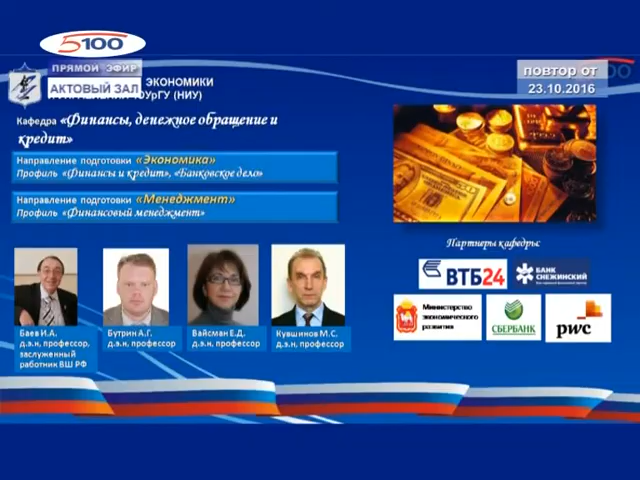 5100
ПРЯМОЙ ЭФИР
АКТОВЫЙ ЗАЛ
ЭКОНОМИКИ
ЮУрГУ (НИУ)
5100
повтор от
23.10.2016
Кафедра «Финансы, денежное обращение и
кредит»
Направление подготовки «Экономика»
Профиль «Финансы и кредит», «Банковское дело»
Направление подготовки «Менеджмент»
Профиль «Финансовый менеджмент»
Партнеры кафедры:
ВТБ24
БАНК
СНЕЖИНСКИЙ
Министерство
экономического
развития
СБЕРБАНК
pwc
Баев И.А.
д.э.н, профессор,
заслуженный
работник ВШ РФ
Бутрин А.Г.
д.э.н, профессор
Вайсман Е.Д.
д.э.н, профессор
Кувшинов М.С.
д.э.н, профессор